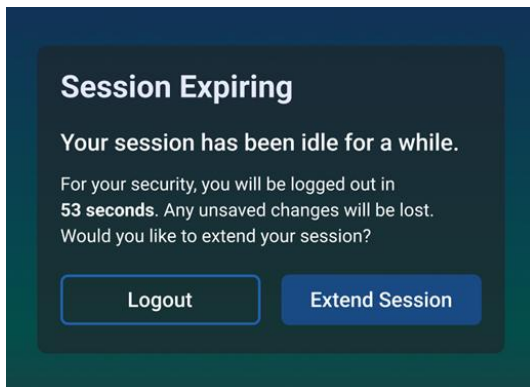 Session Expiring
Your session has been idle for a while.
For your security, you will be logged out in
53 seconds. Any unsaved changes will be lost.
Would you like to extend your session?
Logout
Extend Session